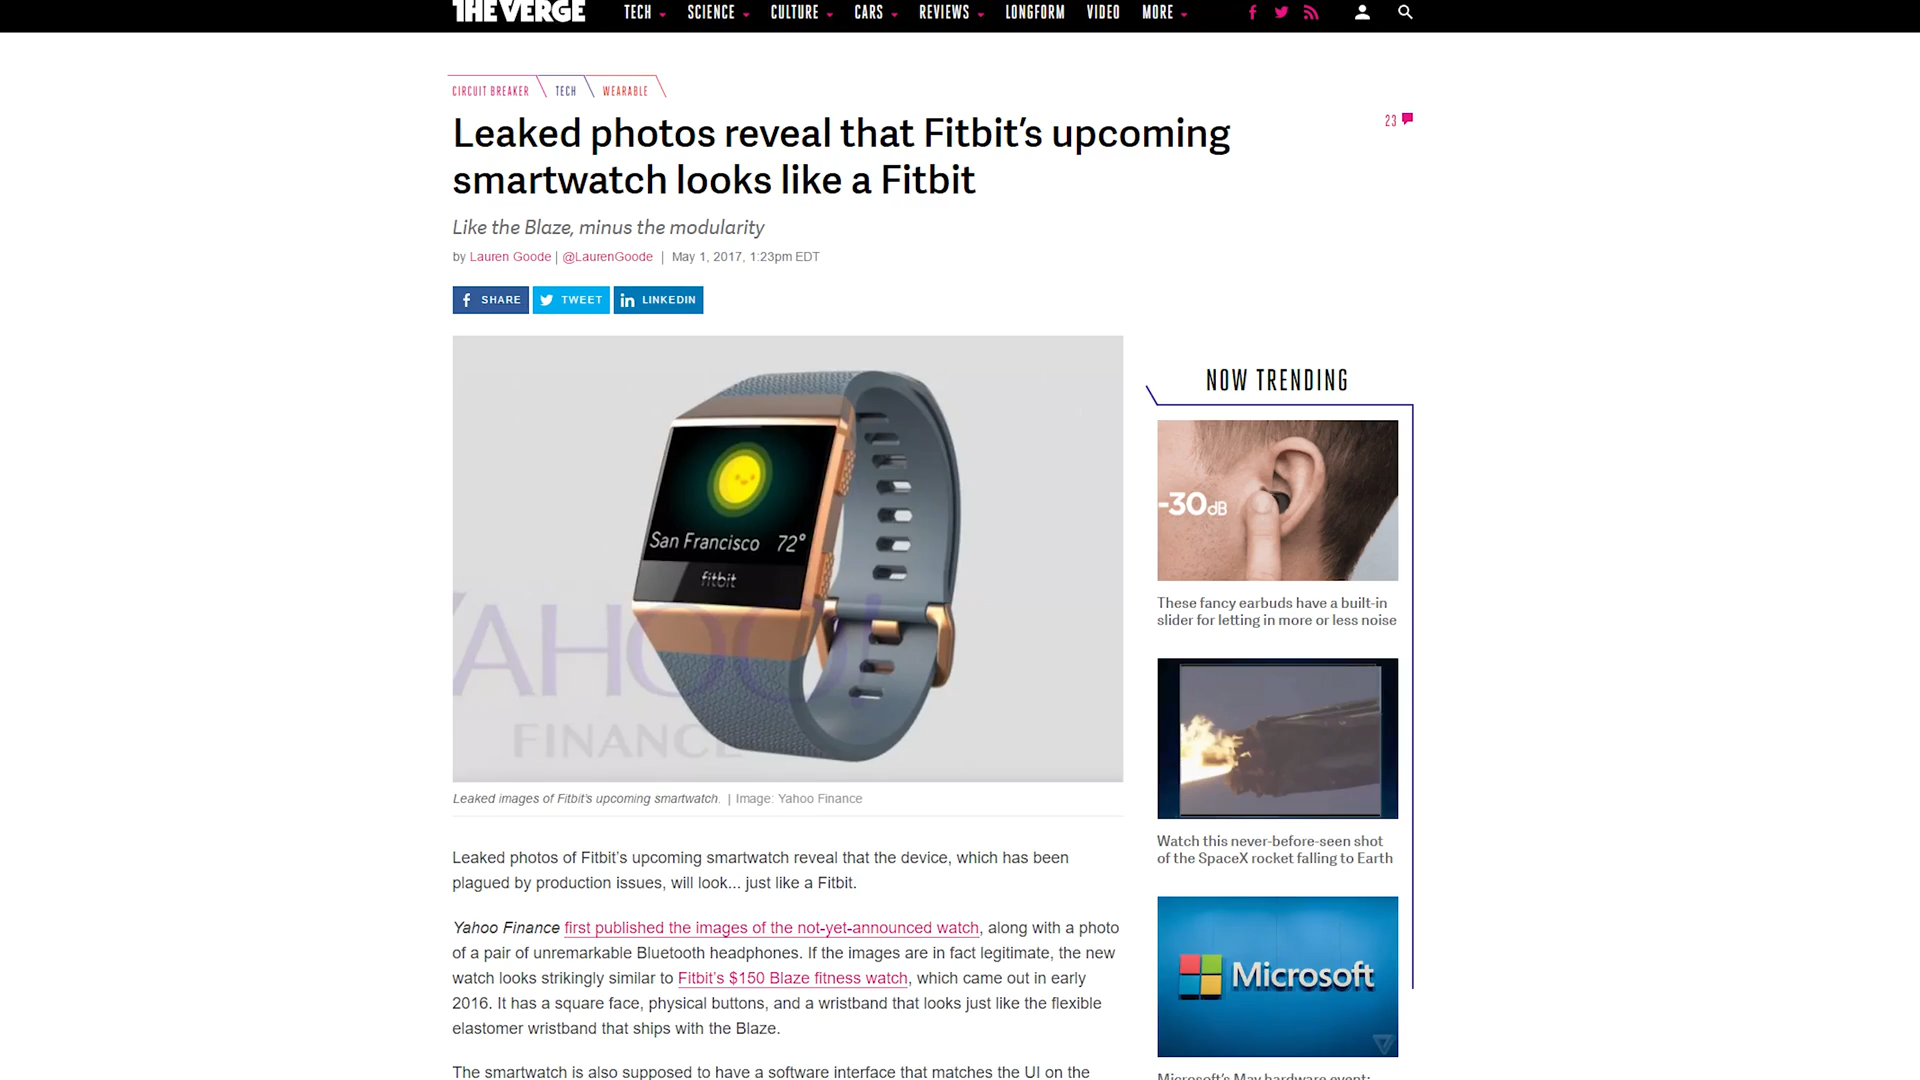 THE VERGE
TECH SCIENCE CULTURE CARS REVIEWS LONGFORM VIDEO MORE
CIRCUIT BREAKER TECH WEARABLE
Leaked photos reveal that Fitbit's upcoming
smartwatch looks like a Fitbit
23
Like the Blaze, minus the modularity
by Lauren Goode | @LaurenGoode | May 1, 2017, 1:23pm EDT
SHARE TWEET LINKEDIN
San Francisco 72°
fitbit
YAHOO!
FINANCE
Leaked images of Fitbit's upcoming smartwatch. | Image: Yahoo Finance
Leaked photos of Fitbit's upcoming smartwatch reveal that the device, which has been
plagued by production issues, will look... just like a Fitbit.
Yahoo Finance first published the images of the not-yet-announced watch, along with a photo
of a pair of unremarkable Bluetooth headphones. If the images are in fact legitimate, the new
watch looks strikingly similar to Fitbit's $150 Blaze fitness watch, which came out in early
2016. It has a square face, physical buttons, and a wristband that looks just like the flexible
elastomer wristband that ships with the Blaze.
The smartwatch is also supposed to have a software interface that matches the UI on the
NOW TRENDING
-30dB
These fancy earbuds have a built-in
slider for letting in more or less noise
Watch this never-before-seen shot
of the SpaceX rocket falling to Earth
Microsoft
Microsoft's May hardware event: